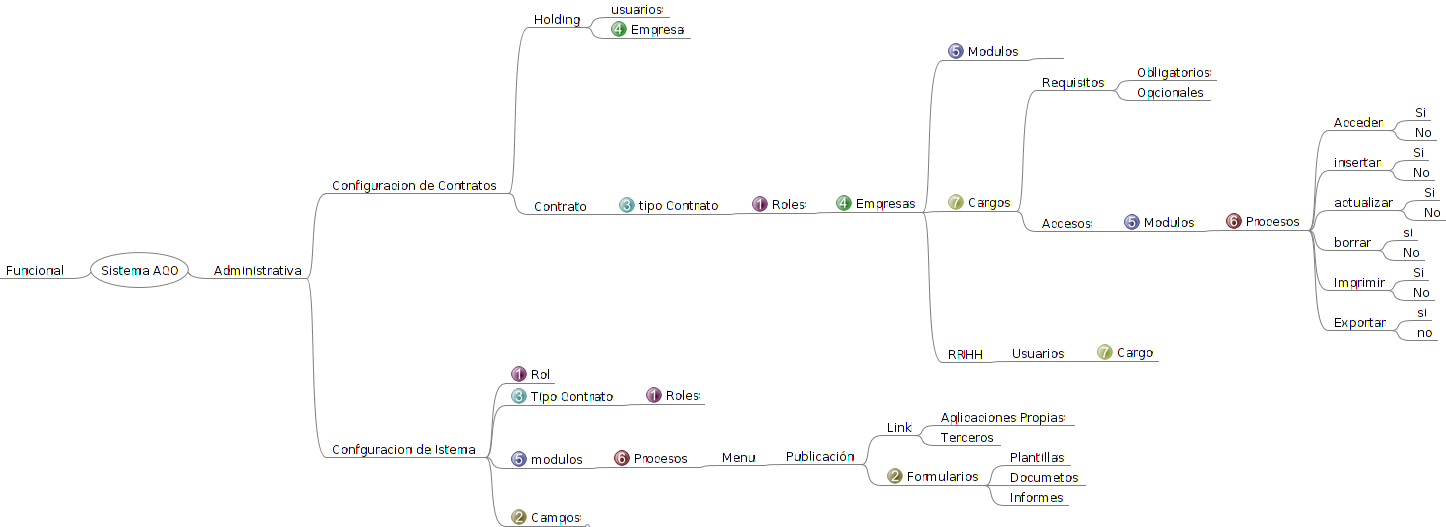 Funcional
Sistema ACO
Administrativa
Configuracion de Contratos
Holding
usuarios
4 Empresa
Contrato
3 tipo Contrato
1 Roles
4 Empresas
5 Modulos
7 Cargos
Requisitos
Obligatorios
Opcionales
Accesos
5 Modulos
6 Procesos
Acceder
Si
No
insertar
Si
No
actualizar
Si
No
borrar
si
No
Imprimir
Si
No
Exportar
si
no
RRHH
Usuarios
7 Cargo
Confguracion de Istema
1 Rol
3 Tipo Contrato
1 Roles
5 modulos
6 Procesos
Menu
Publicación
Link
Aplicaciones Propias
Terceros
2 Formularios
Plantillas
Documetos
Informes
2 Campos